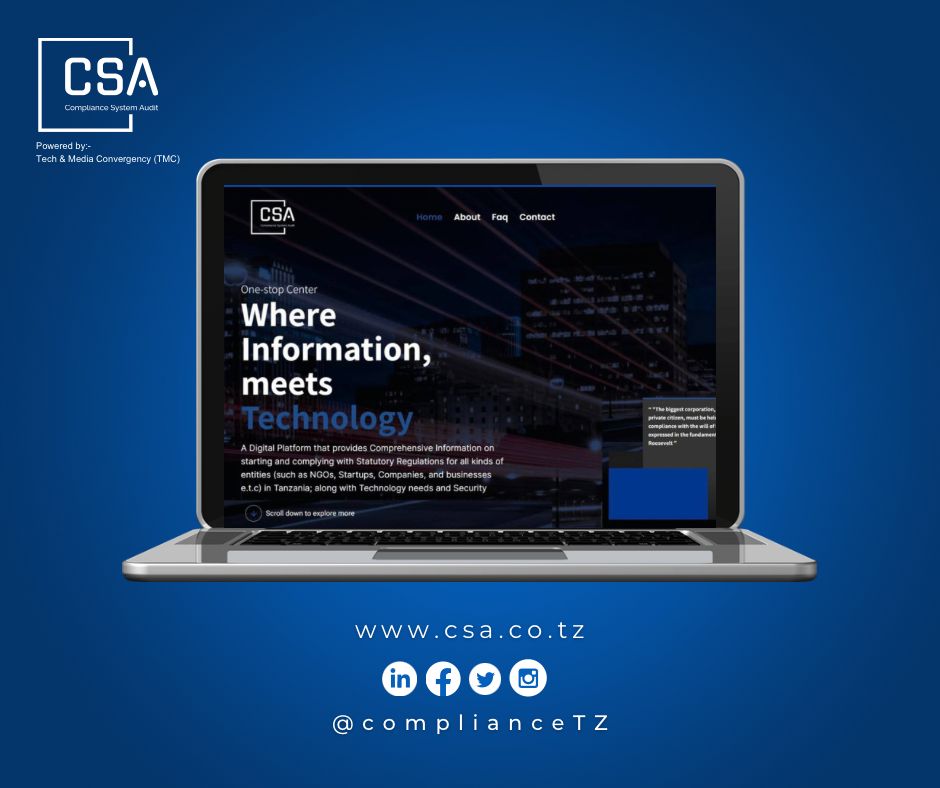 CSA
Compliance System Audit
Powered by:-
Tech & Media Convergency (TMC)
CSA
Compliance System Audit
Home About Faq Contact
One-stop Center
Where
Information,
meets
Technology
A Digital Platform that provides Comprehensive Information on
starting and complying with Statutory Regulations for all kinds of
entities (such as NGOs, Startups, Companies, and businesses
e.t.c) in Tanzania; along with Technology needs and Security
Scroll down to explore more
" "The biggest corporation,
private citizen, must be hel
compliance with the will of
expressed in the fundament
Roosevelt "
www.csa.co.tz
@complianceTZ